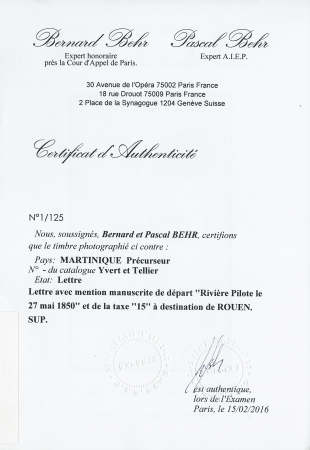 Bernard Behr Pascal Behr
Expert honoraire Expert A.I.E.P.
près la Cour d'Appel de Paris.
30 Avenue de l'Opéra 75002 Paris France
18 rue Drouot 75009 Paris France
2 Place de la Synagogue 1204 Genève Suisse
Certificat d'Authenticité
N°1/125
Nous, soussignés, Bernard et Pascal BEHR, certifions
que le timbre photographié ci contre :
Pays: MARTINIQUE Précurseur
N° - du catalogue Yvert et Tellier
Etat: Lettre
Lettre avec mention manuscrite de départ "Rivière Pilote le
27 mai 1850" et de la taxe "15" à destination de ROUEN.
SUP.
est authentique,
lors de l'Examen
Paris, le 15/02/2016